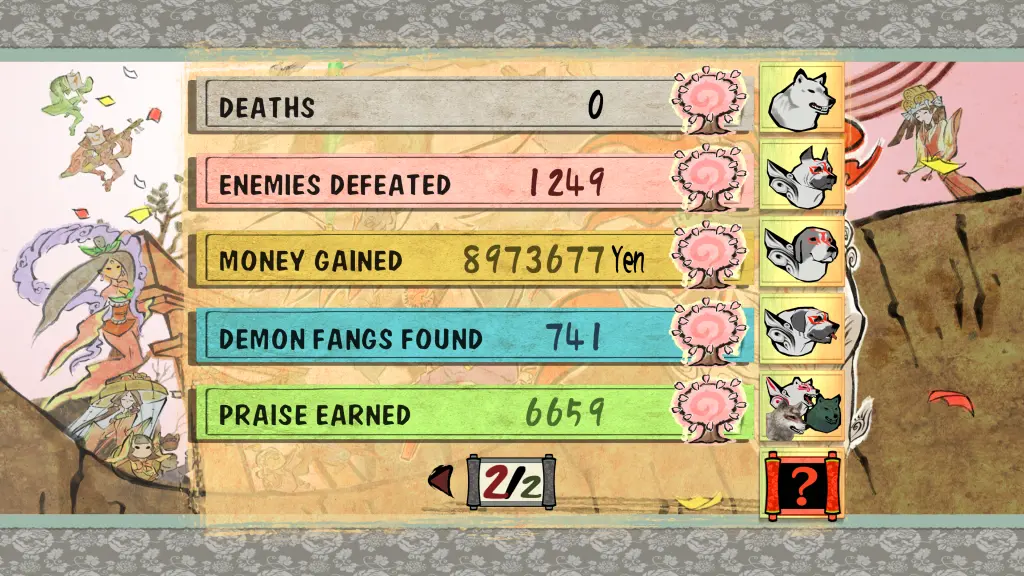 DEATHS 0
ENEMIES DEFEATED 1249
MONEY GAINED 8973677 Yen
DEMON FANGS FOUND 741
PRAISE EARNED 6659
2/2 ?